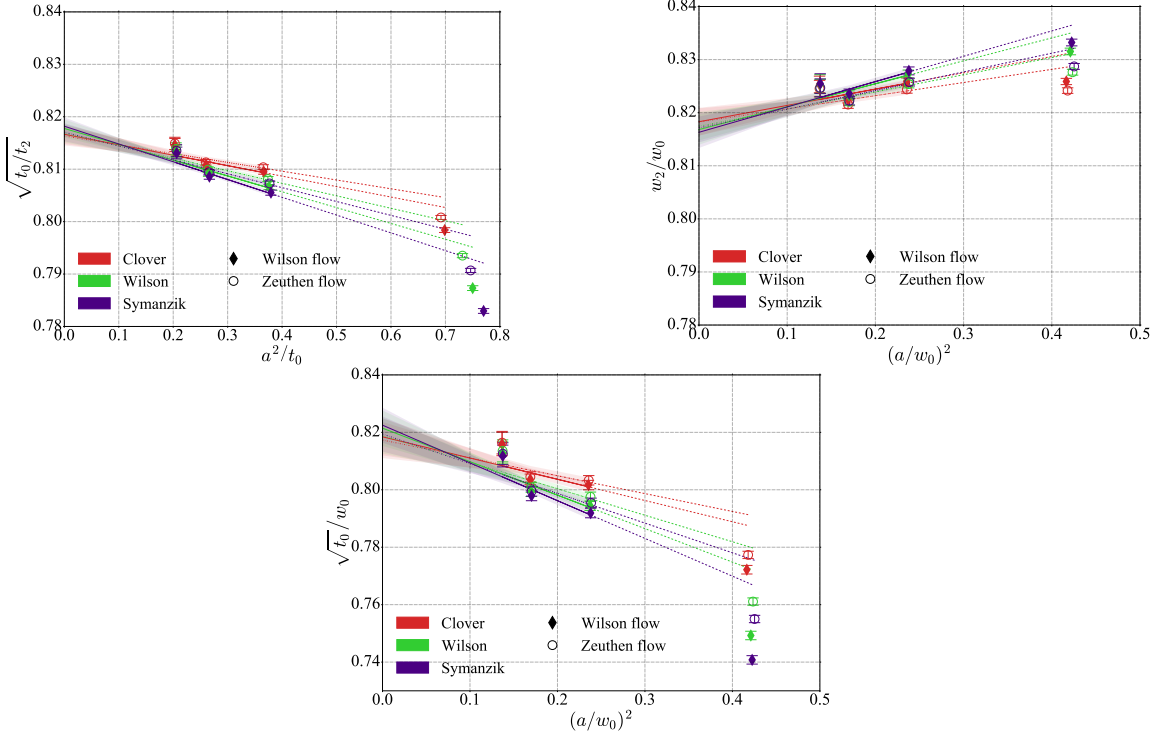 0.84
0.83
0.82
0.81
0.80
0.79
0.78
√t₀/t₂
Clover
Wilson
Symanzik
Wilson flow
Zeuthen flow
0.0 0.1 0.2 0.3 0.4 0.5 0.6 0.7 0.8
a²/t₀
0.84
0.82
0.80
0.78
0.83
0.81
0.79
w₂/w₀
Clover
Wilson
Symanzik
Wilson flow
Zeuthen flow
0.0 0.1 0.2 0.3 0.4 0.5
(a/w₀)²
0.84
0.82
0.80
0.78
0.76
0.74
√t₀/w₀
Clover
Wilson
Symanzik
Wilson flow
Zeuthen flow
0.0 0.1 0.2 0.3 0.4 0.5
(a/w₀)²